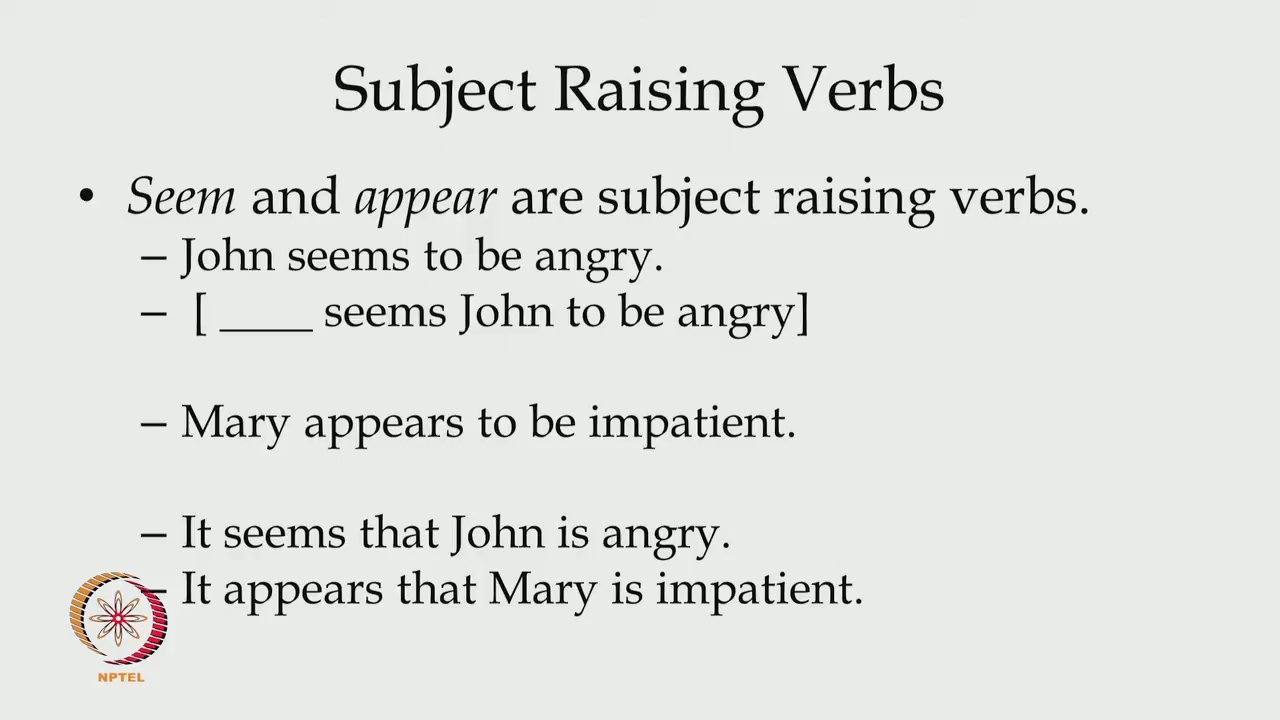 Subject Raising Verbs
• Seem and appear are subject raising verbs.
– John seems to be angry.
– [ ____ seems John to be angry]
– Mary appears to be impatient.
– It seems that John is angry.
– It appears that Mary is impatient.
NPTEL